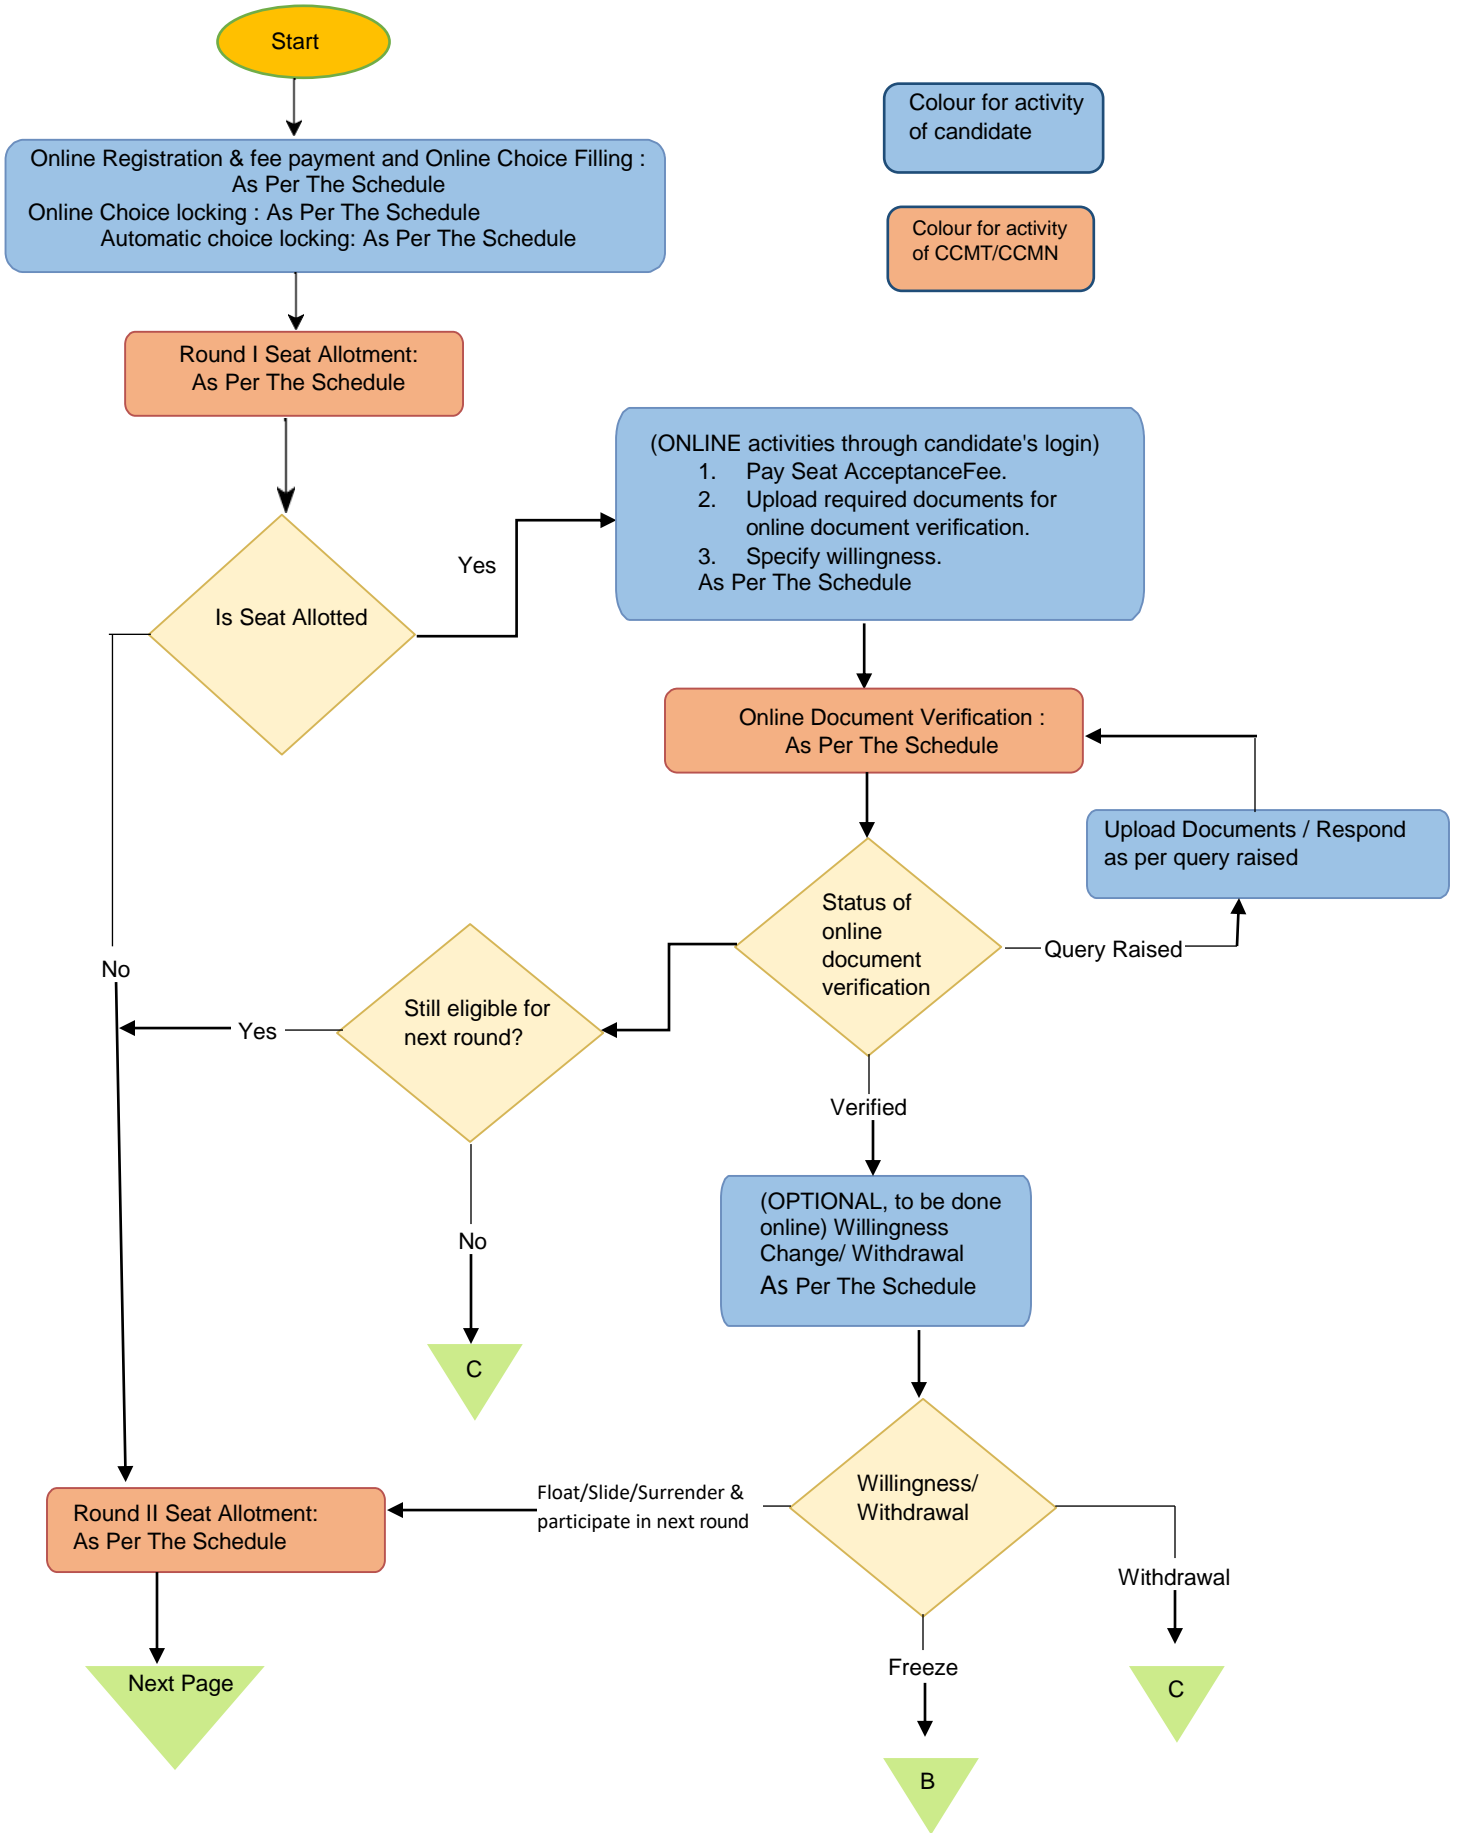 Start
Colour for activity
of candidate
Online Registration & fee payment and Online Choice Filling :
As Per The Schedule
Online Choice locking : As Per The Schedule
Automatic choice locking: As Per The Schedule
Colour for activity
of CCMT/CCMN
Round I Seat Allotment:
As Per The Schedule
(ONLINE activities through candidate's login)
1. Pay Seat AcceptanceFee.
2. Upload required documents for
online document verification.
3. Specify willingness.
As Per The Schedule
Yes
Is Seat Allotted
Online Document Verification :
As Per The Schedule
Upload Documents / Respond
as per query raised
Status of
online
document
verification
Query Raised
No
Still eligible for
next round?
Yes
Verified
(OPTIONAL, to be done
online) Willingness
Change/ Withdrawal
As Per The Schedule
No
C
Willingness/
Withdrawal
Float/Slide/Surrender &
participate in next round
Round II Seat Allotment:
As Per The Schedule
Withdrawal
Freeze
Next Page
C
B